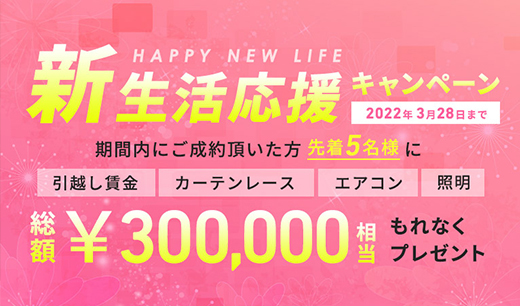 HAPPY NEW LIFE
新生活応援キャンペーン
2022年3月28日まで
期間内にご成約頂いた方 先着5名様に
引越し賃金 カーテンレース エアコン 照明
総額 ¥300,000相当 もれなくプレゼント